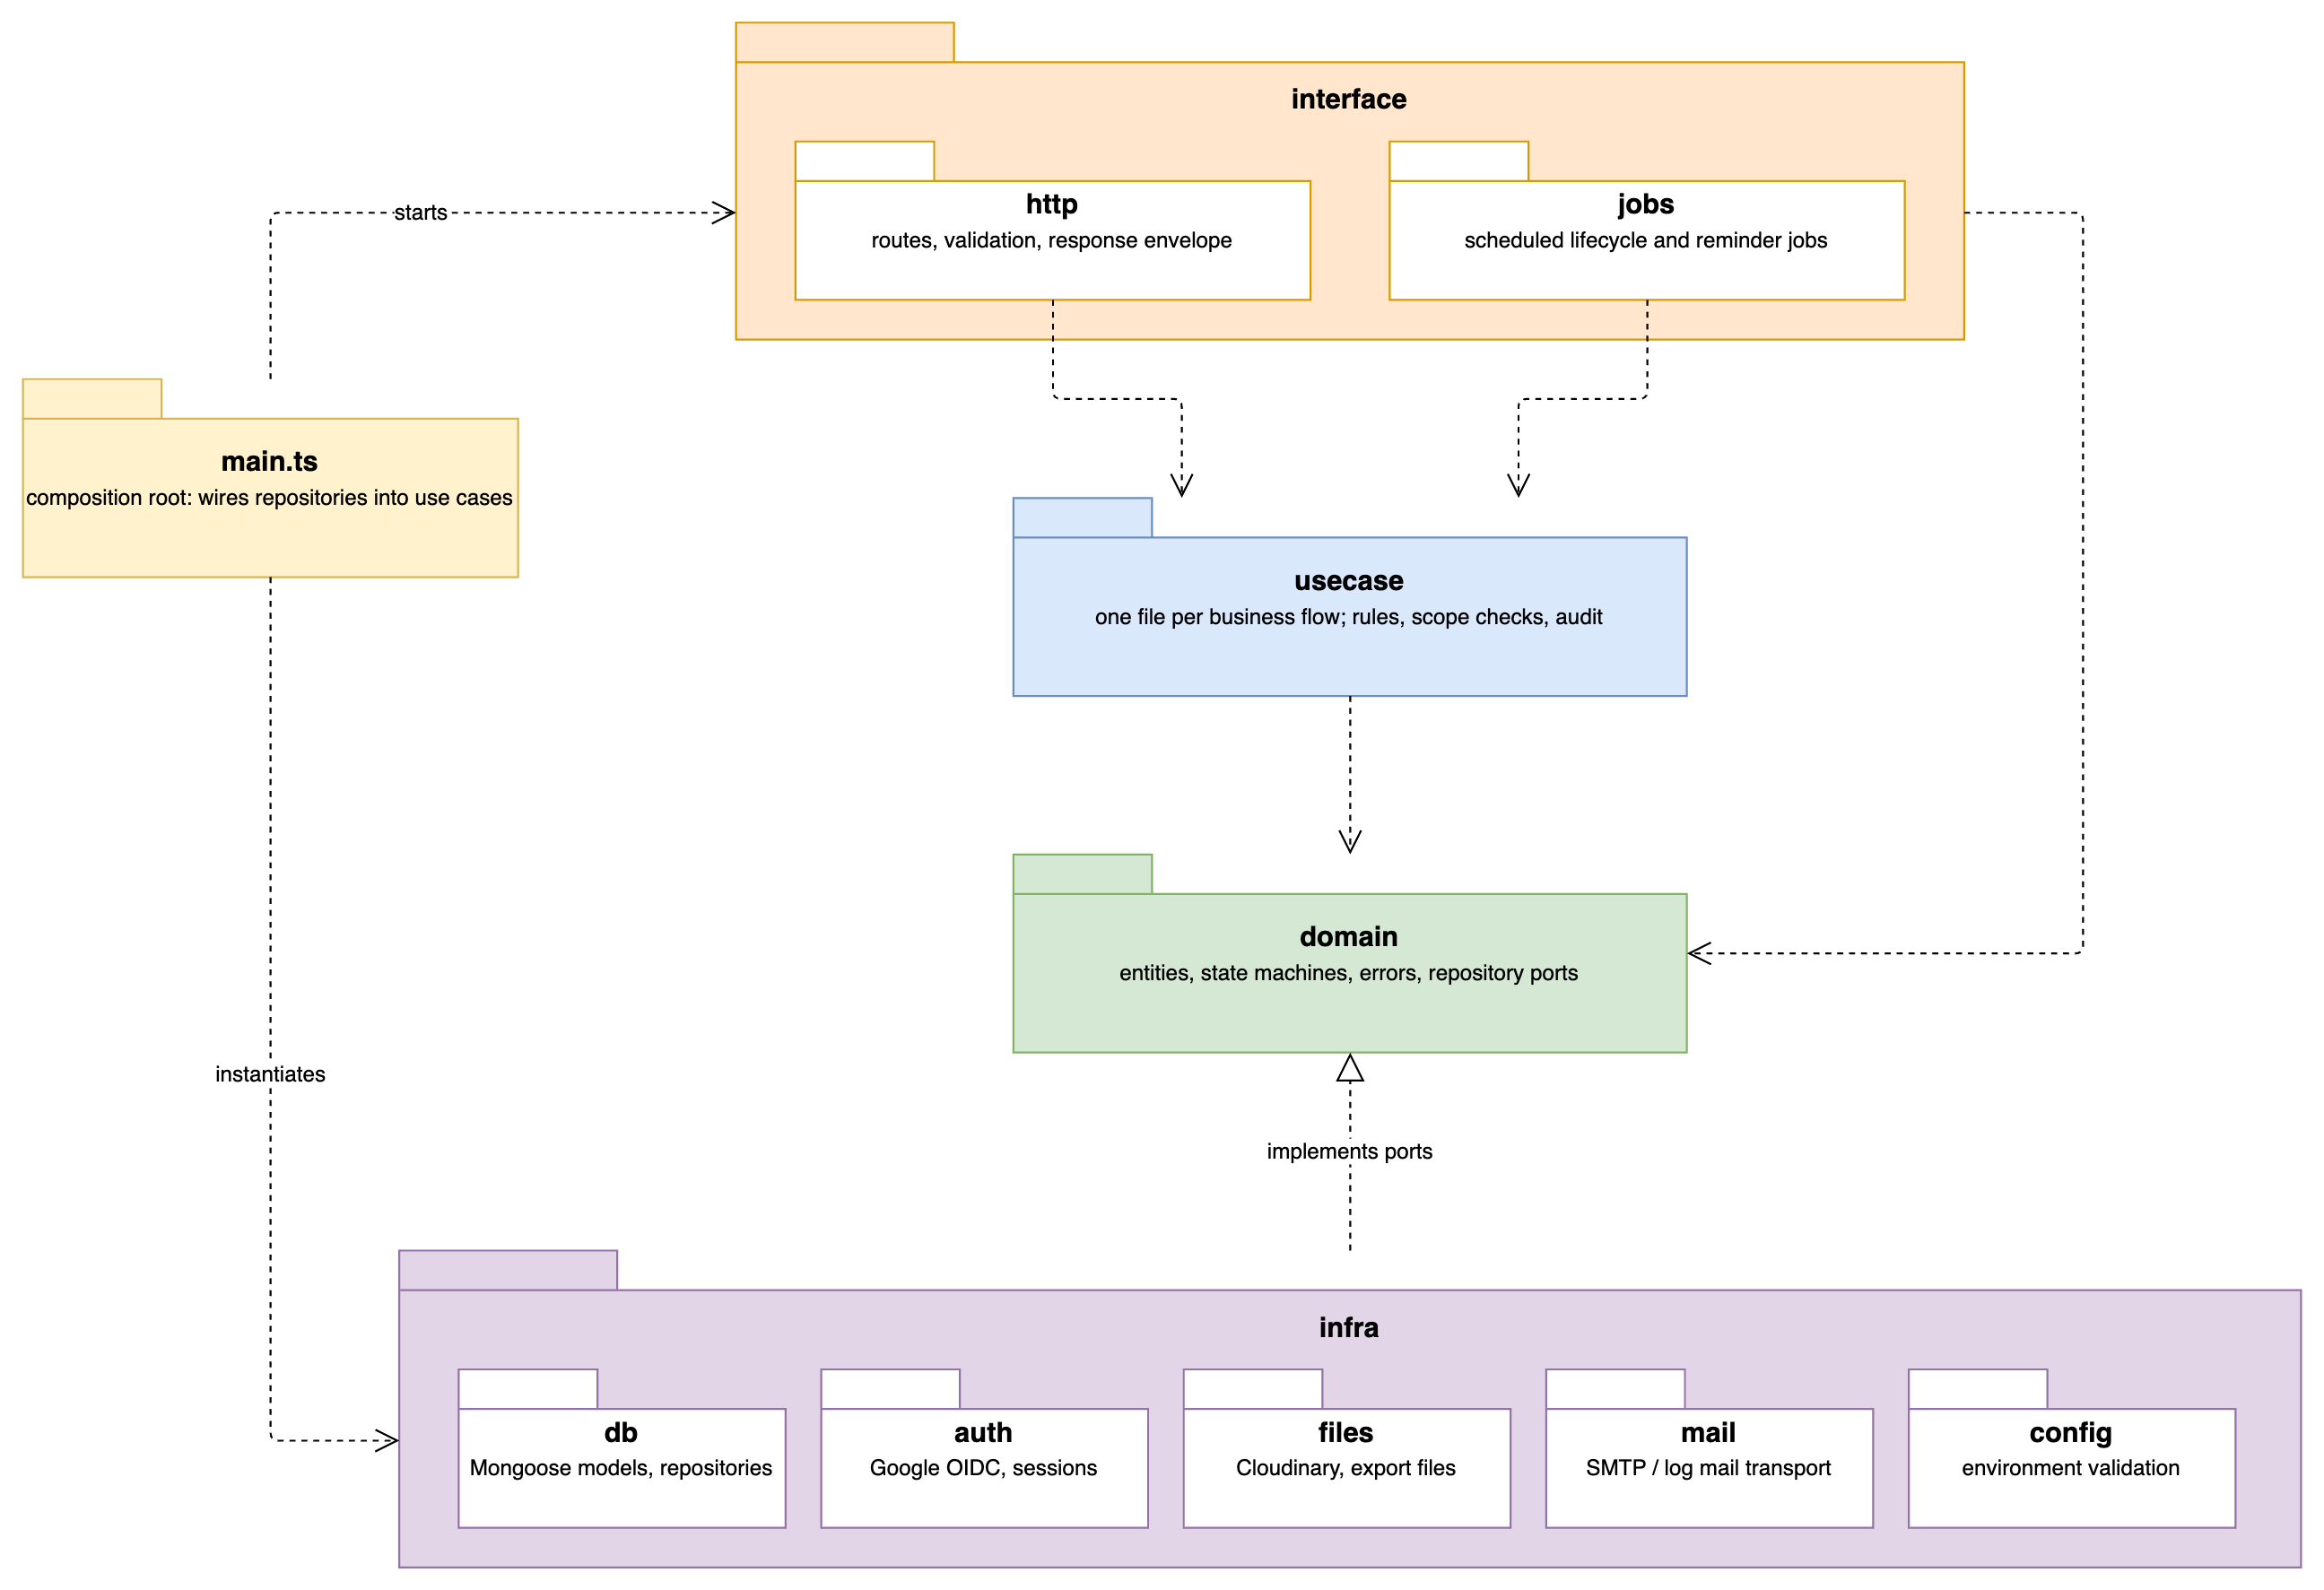 interface
http
routes, validation, response envelope
jobs
scheduled lifecycle and reminder jobs
starts
main.ts
composition root: wires repositories into use cases
usecase
one file per business flow; rules, scope checks, audit
domain
entities, state machines, errors, repository ports
instantiates
implements ports
infra
db
Mongoose models, repositories
auth
Google OIDC, sessions
files
Cloudinary, export files
mail
SMTP / log mail transport
config
environment validation